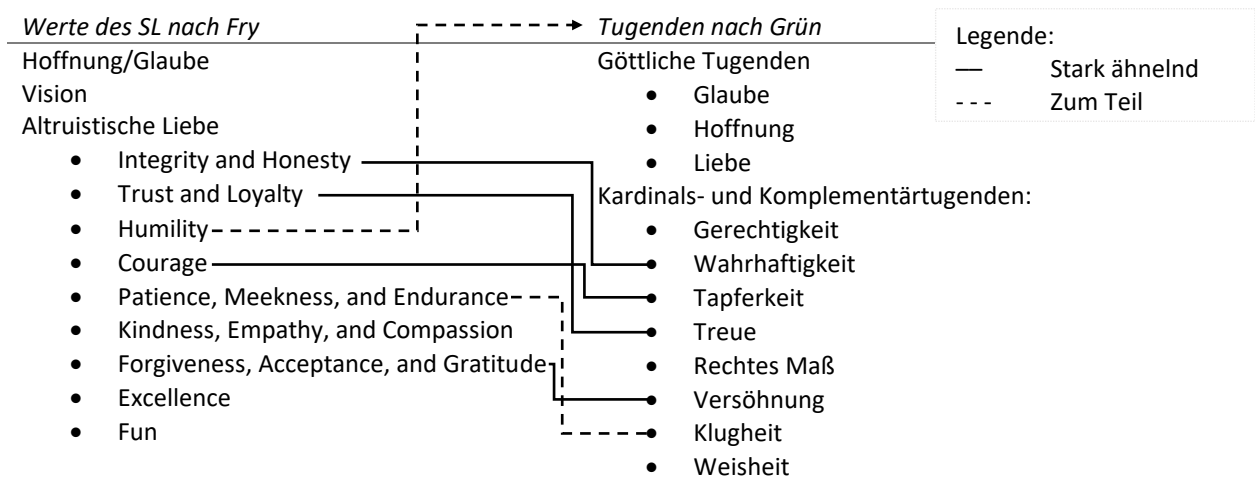 Werte des SL nach Fry
Hoffnung/Glaube
Vision
Altruistische Liebe
• Integrity and Honesty
• Trust and Loyalty
• Humility
• Courage
• Patience, Meekness, and Endurance
• Kindness, Empathy, and Compassion
• Forgiveness, Acceptance, and Gratitude
• Excellence
• Fun
Tugenden nach Grün
Göttliche Tugenden
• Glaube
• Hoffnung
• Liebe
Kardinals- und Komplementärtugenden:
• Gerechtigkeit
• Wahrhaftigkeit
• Tapferkeit
• Treue
• Rechtes Maß
• Versöhnung
• Klugheit
• Weisheit
Legende:
— Stark ähnelnd
- - - Zum Teil